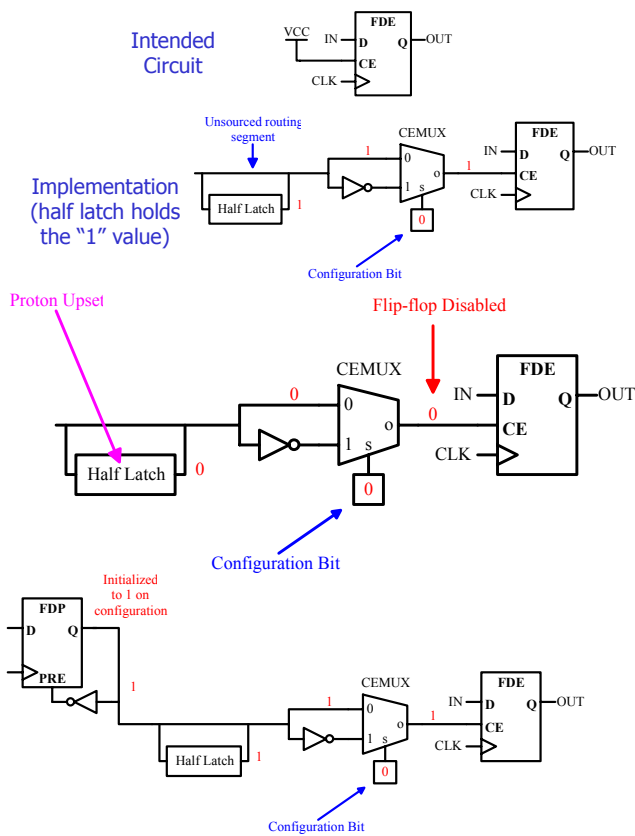 Intended
Circuit
VCC
IN
FDE
D
Q
OUT
CE
CLK
Unsourced routing
segment
CEMUX
FDE
Implementation
(half latch holds
the “1” value)
Half Latch
1
1
0
1
s
o
1
IN
D
Q
OUT
CE
CLK
0
Configuration Bit
Proton Upset
Flip-flop Disabled
CEMUX
FDE
0
0
1
s
o
0
IN
D
Q
OUT
CE
CLK
Half Latch
0
0
Configuration Bit
Initialized
to 1 on
configuration
FDP
D
Q
PRE
1
CEMUX
FDE
1
0
1
s
o
1
IN
D
Q
OUT
CE
CLK
Half Latch
1
0
Configuration Bit